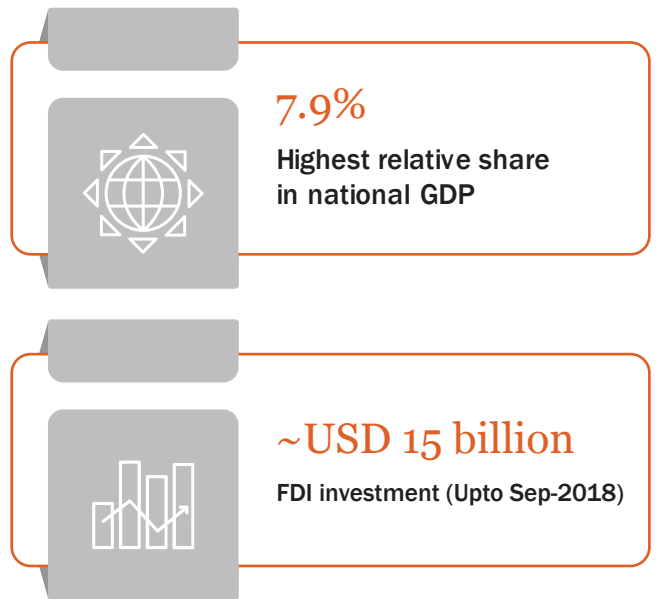 7.9%
Highest relative share
in national GDP
~USD 15 billion
FDI investment (Upto Sep-2018)